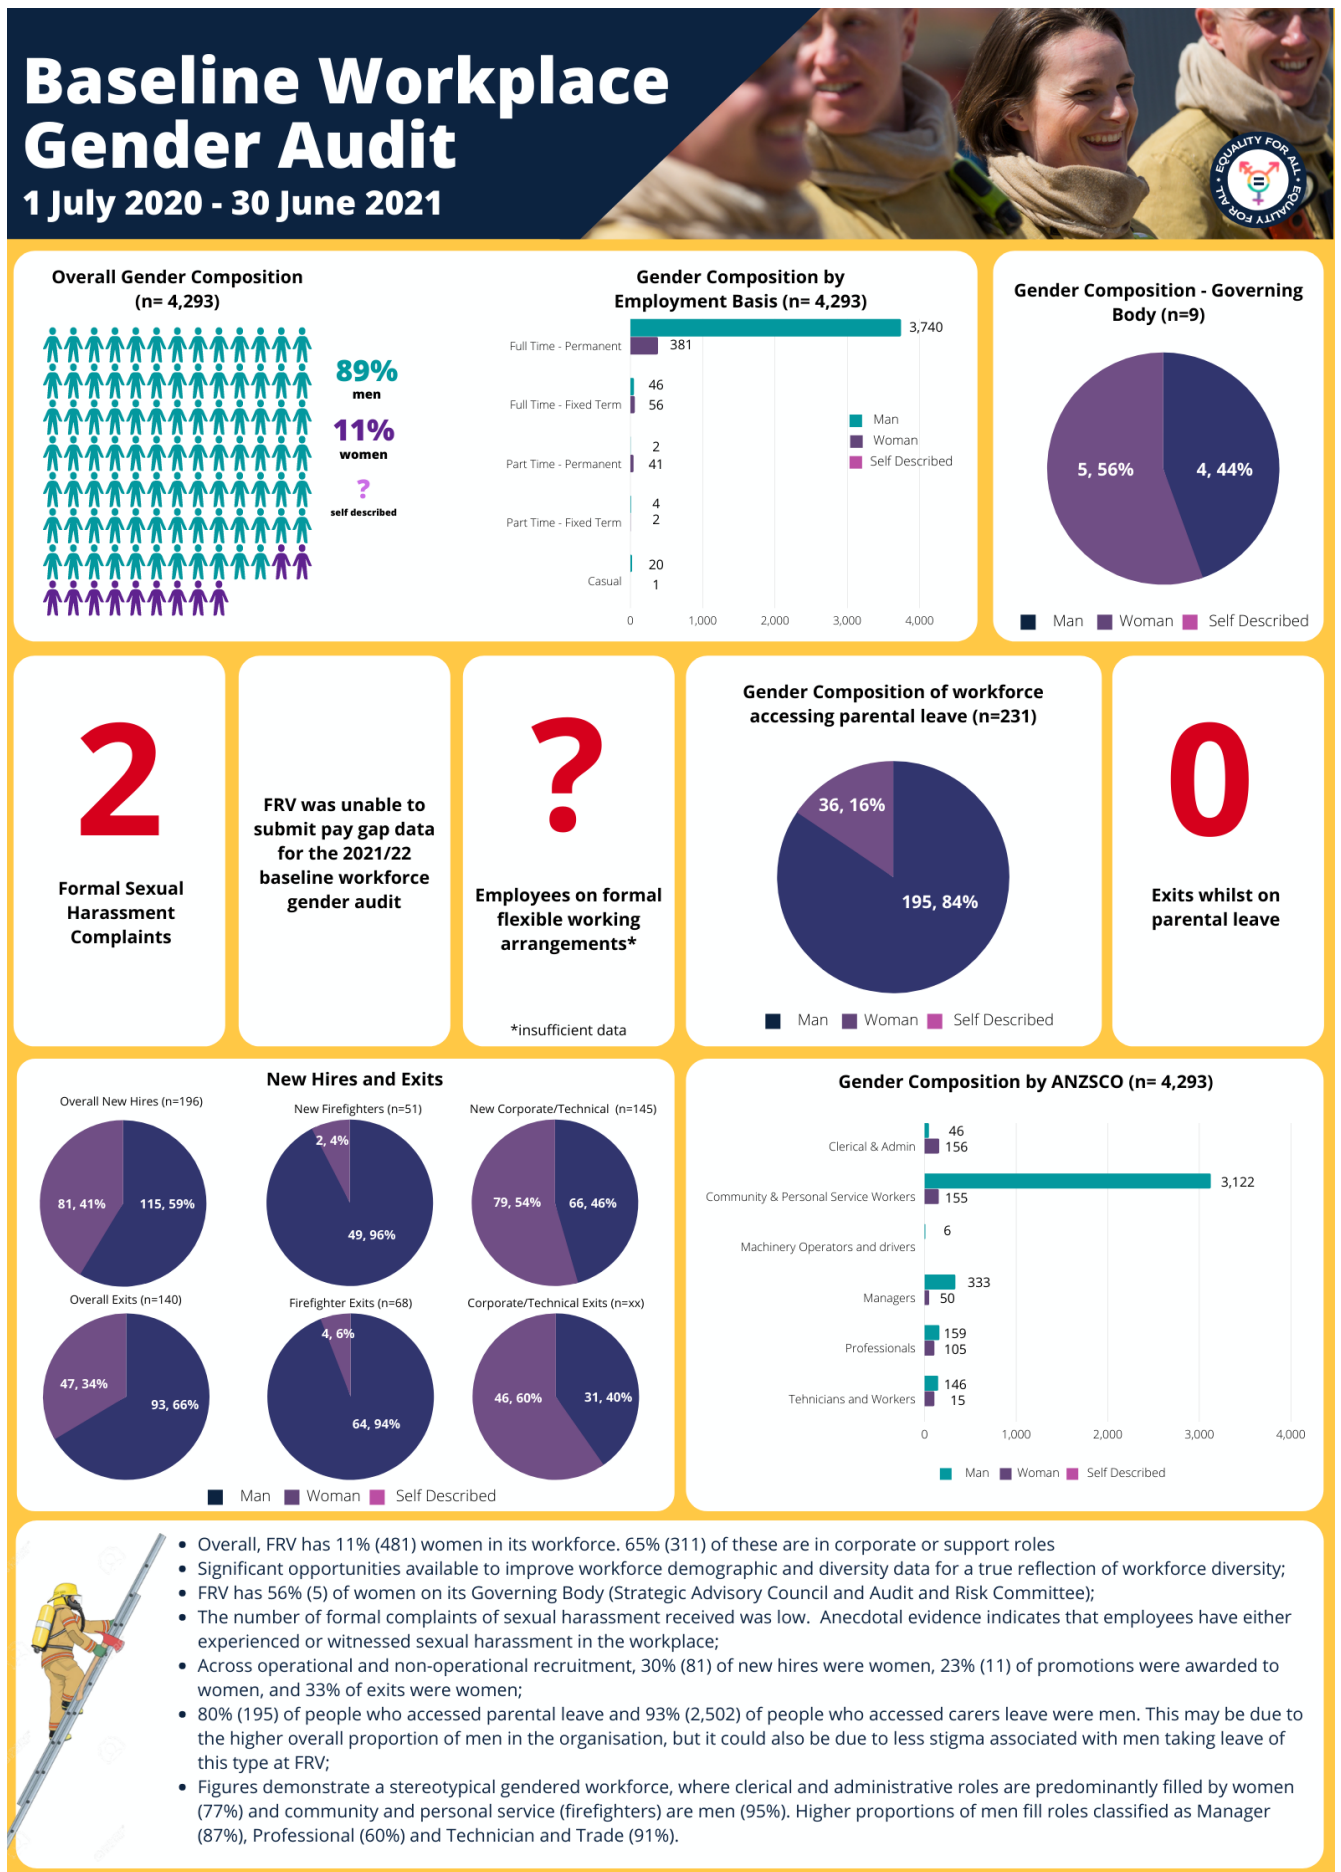 Baseline Workplace
Gender Audit
1 July 2020 - 30 June 2021
EQUALITY FOR ALL • EQUALITY FOR ALL •
Overall Gender Composition
(n= 4,293)
89%
men
11%
women
?
self described
Gender Composition by
Employment Basis (n= 4,293)
Full Time - Permanent
3,740
381
Full Time - Fixed Term
46
56
Part Time - Permanent
2
41
Part Time - Fixed Term
4
2
Casual
20
1
0 1,000 2,000 3,000 4,000
Man
Woman
Self Described
Gender Composition - Governing
Body (n=9)
5, 56%
4, 44%
Man Woman Self Described
2
Formal Sexual
Harassment
Complaints
FRV was unable to
submit pay gap data
for the 2021/22
baseline workforce
gender audit
?
Employees on formal
flexible working
arrangements*
*insufficient data
Gender Composition of workforce
accessing parental leave (n=231)
36, 16%
195, 84%
Man Woman Self Described
0
Exits whilst on
parental leave
New Hires and Exits
Overall New Hires (n=196)
81, 41%
115, 59%
New Firefighters (n=51)
2, 4%
49, 96%
New Corporate/Technical (n=145)
79, 54%
66, 46%
Overall Exits (n=140)
47, 34%
93, 66%
Firefighter Exits (n=68)
4, 6%
64, 94%
Corporate/Technical Exits (n=xx)
46, 60%
31, 40%
Man Woman Self Described
Gender Composition by ANZSCO (n= 4,293)
Clerical & Admin
46
156
Community & Personal Service Workers
3,122
155
Machinery Operators and drivers
6
Managers
333
50
Professionals
159
105
Tehnicians and Workers
146
15
0 1,000 2,000 3,000 4,000
Man Woman Self Described
• Overall, FRV has 11% (481) women in its workforce. 65% (311) of these are in corporate or support roles
• Significant opportunities available to improve workforce demographic and diversity data for a true reflection of workforce diversity;
• FRV has 56% (5) of women on its Governing Body (Strategic Advisory Council and Audit and Risk Committee);
• The number of formal complaints of sexual harassment received was low. Anecdotal evidence indicates that employees have either
experienced or witnessed sexual harassment in the workplace;
• Across operational and non-operational recruitment, 30% (81) of new hires were women, 23% (11) of promotions were awarded to
women, and 33% of exits were women;
• 80% (195) of people who accessed parental leave and 93% (2,502) of people who accessed carers leave were men. This may be due to
the higher overall proportion of men in the organisation, but it could also be due to less stigma associated with men taking leave of
this type at FRV;
• Figures demonstrate a stereotypical gendered workforce, where clerical and administrative roles are predominantly filled by women
(77%) and community and personal service (firefighters) are men (95%). Higher proportions of men fill roles classified as Manager
(87%), Professional (60%) and Technician and Trade (91%).